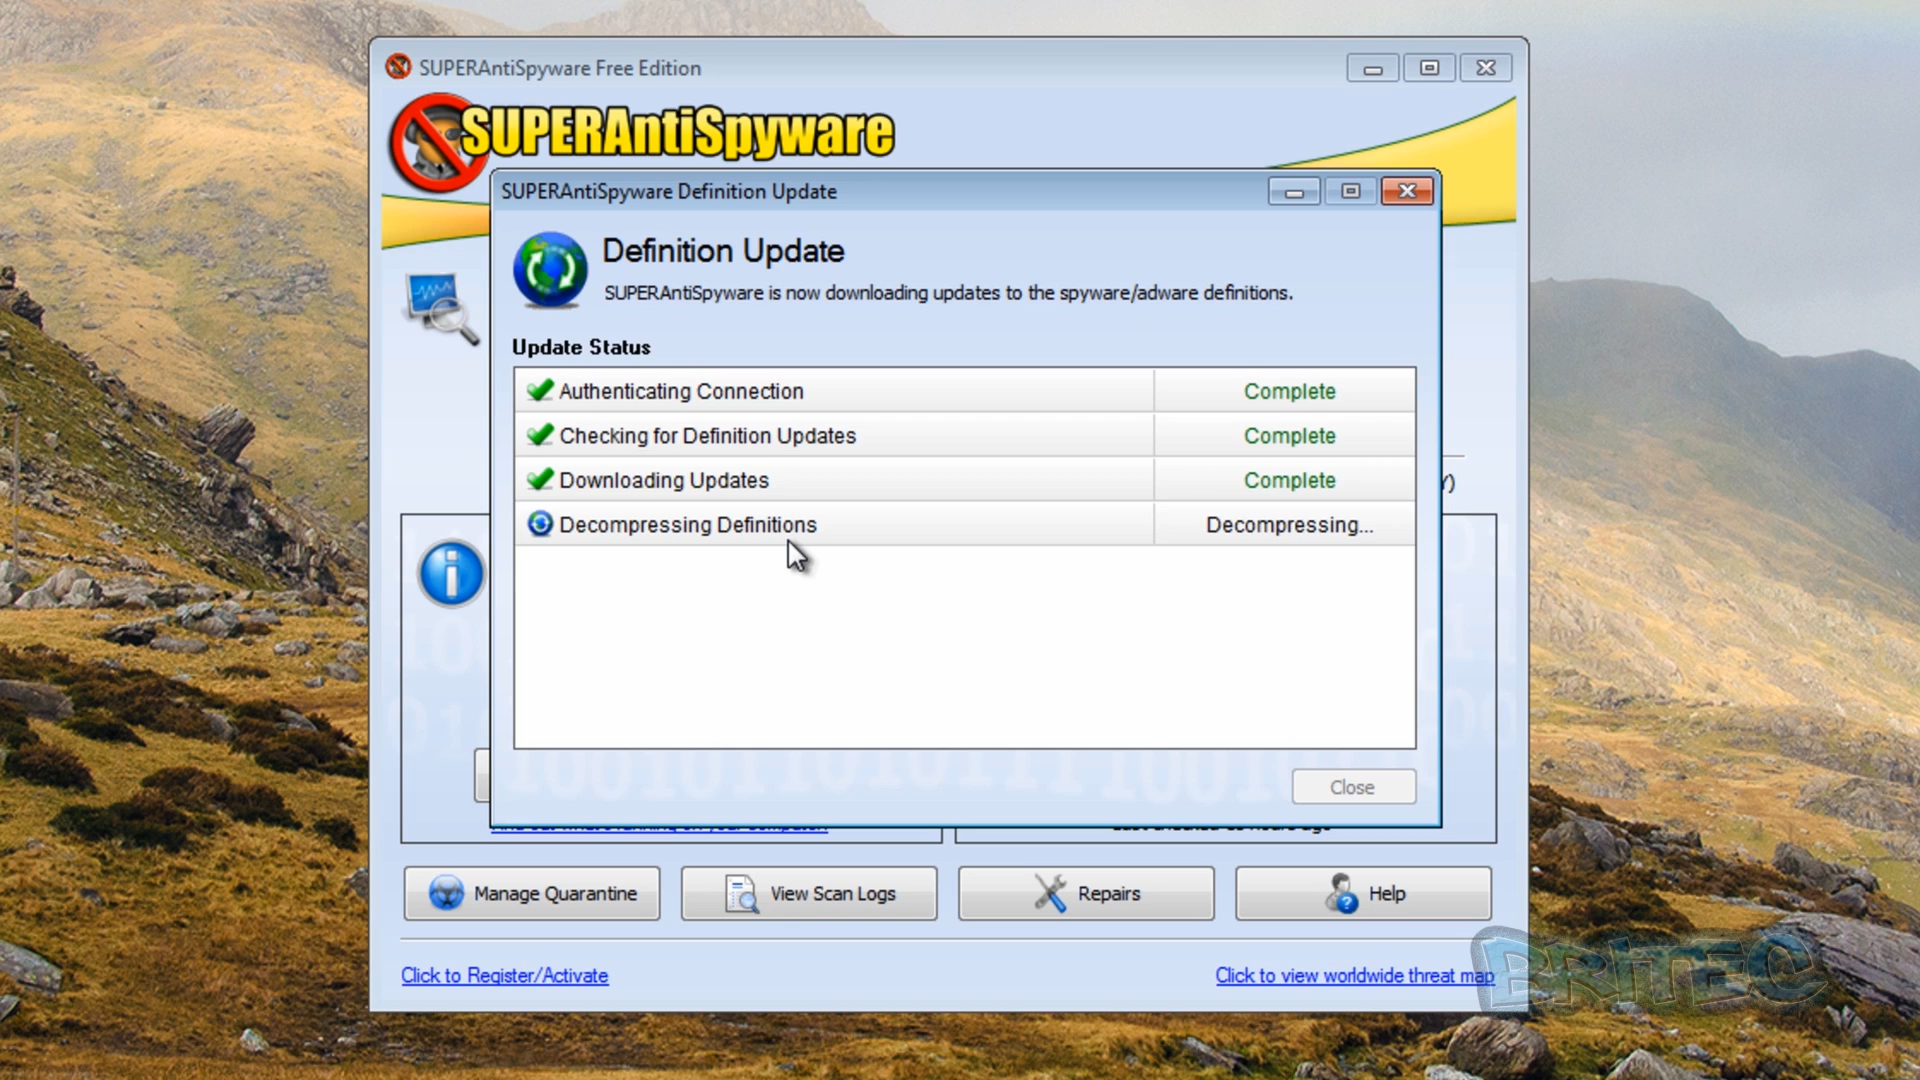 SUPERAntiSpyware Free Edition
SUPERAntiSpyware
SUPERAntiSpyware Definition Update
Definition Update
SUPERAntiSpyware is now downloading updates to the spyware/adware definitions.
Update Status
Authenticating Connection Complete
Checking for Definition Updates Complete
Downloading Updates Complete
Decompressing Definitions Decompressing...
Close
Manage Quarantine
View Scan Logs
Repairs
Help
Click to Register/Activate
Click to view worldwide threat map
BRITEC